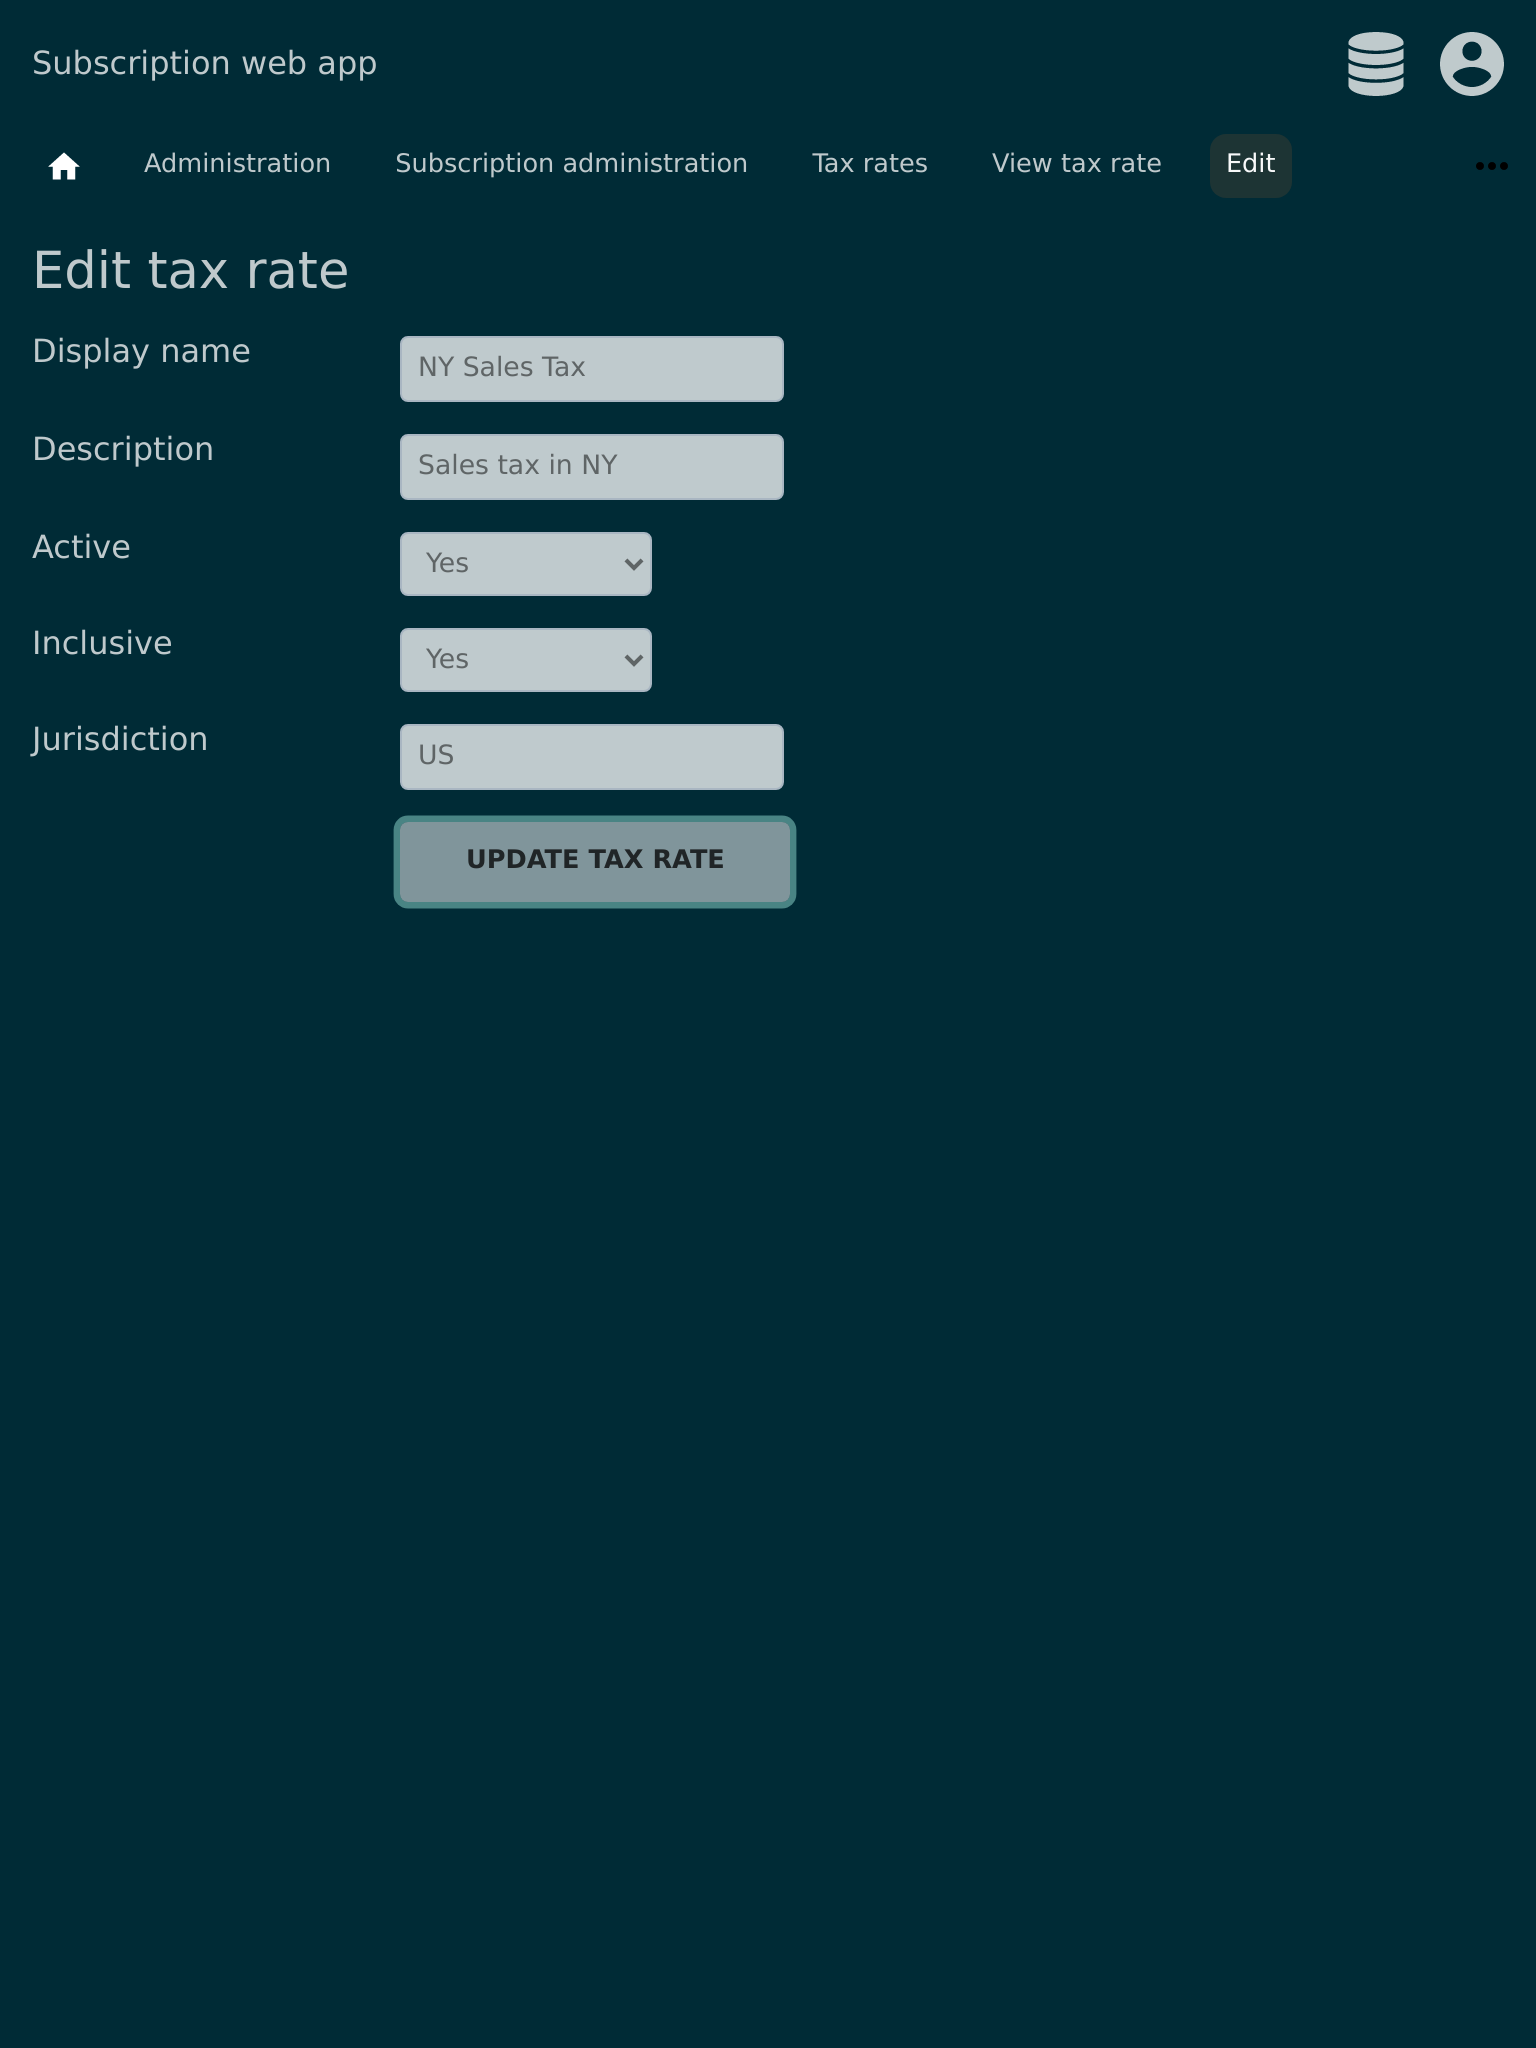 Subscription web app
Administration Subscription administration Tax rates View tax rate Edit
Edit tax rate
Display name NY Sales Tax
Description Sales tax in NY
Active Yes
Inclusive Yes
Jurisdiction US
UPDATE TAX RATE